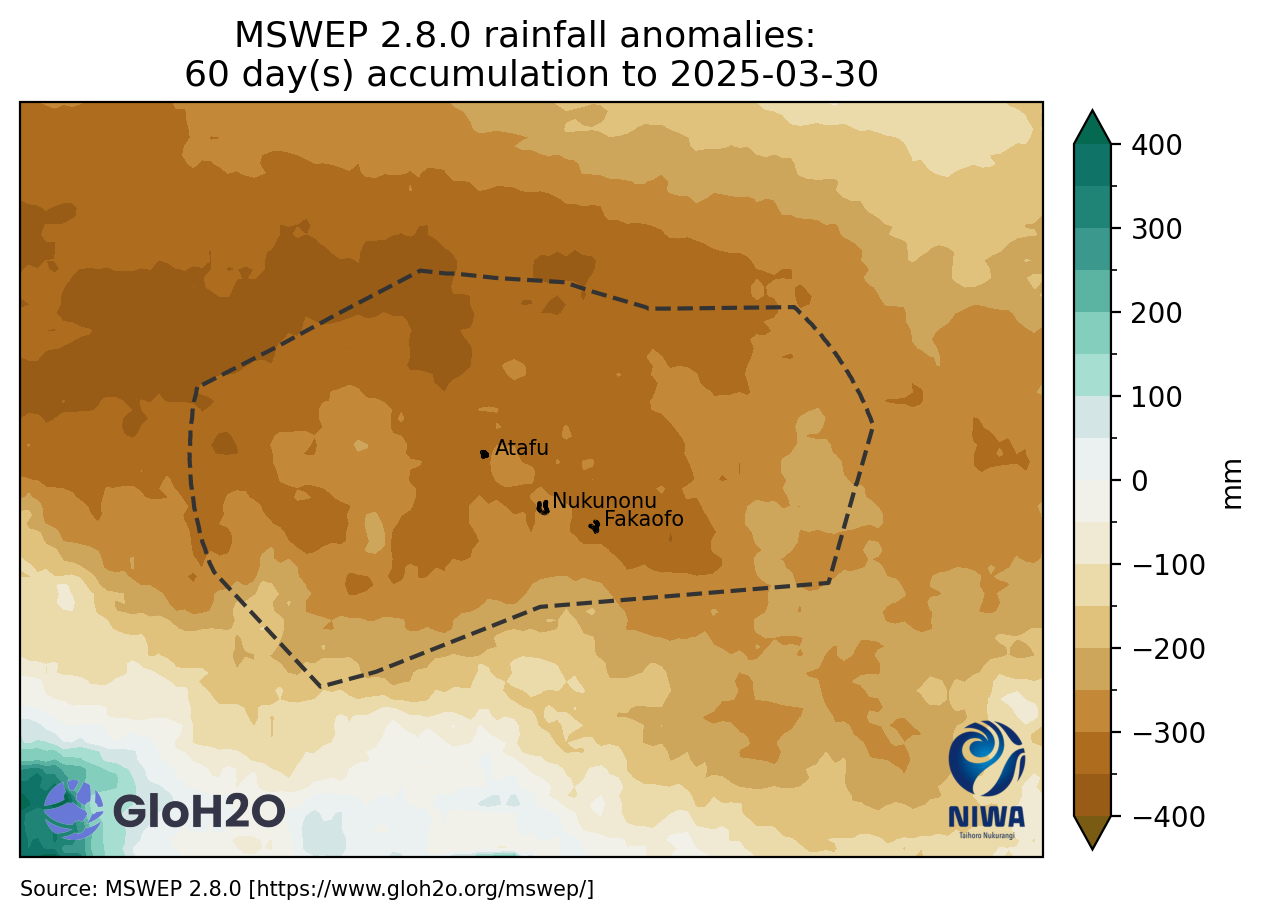 MSWEP 2.8.0 rainfall anomalies:
60 day(s) accumulation to 2025-03-30
400
300
200
100
0
−100
−200
−300
−400
mm
Atafu
Nukunonu
Fakaofo
GloH2O
NIWA
Taihoro Nukurangi
Source: MSWEP 2.8.0 [https://www.gloh2o.org/mswep/]